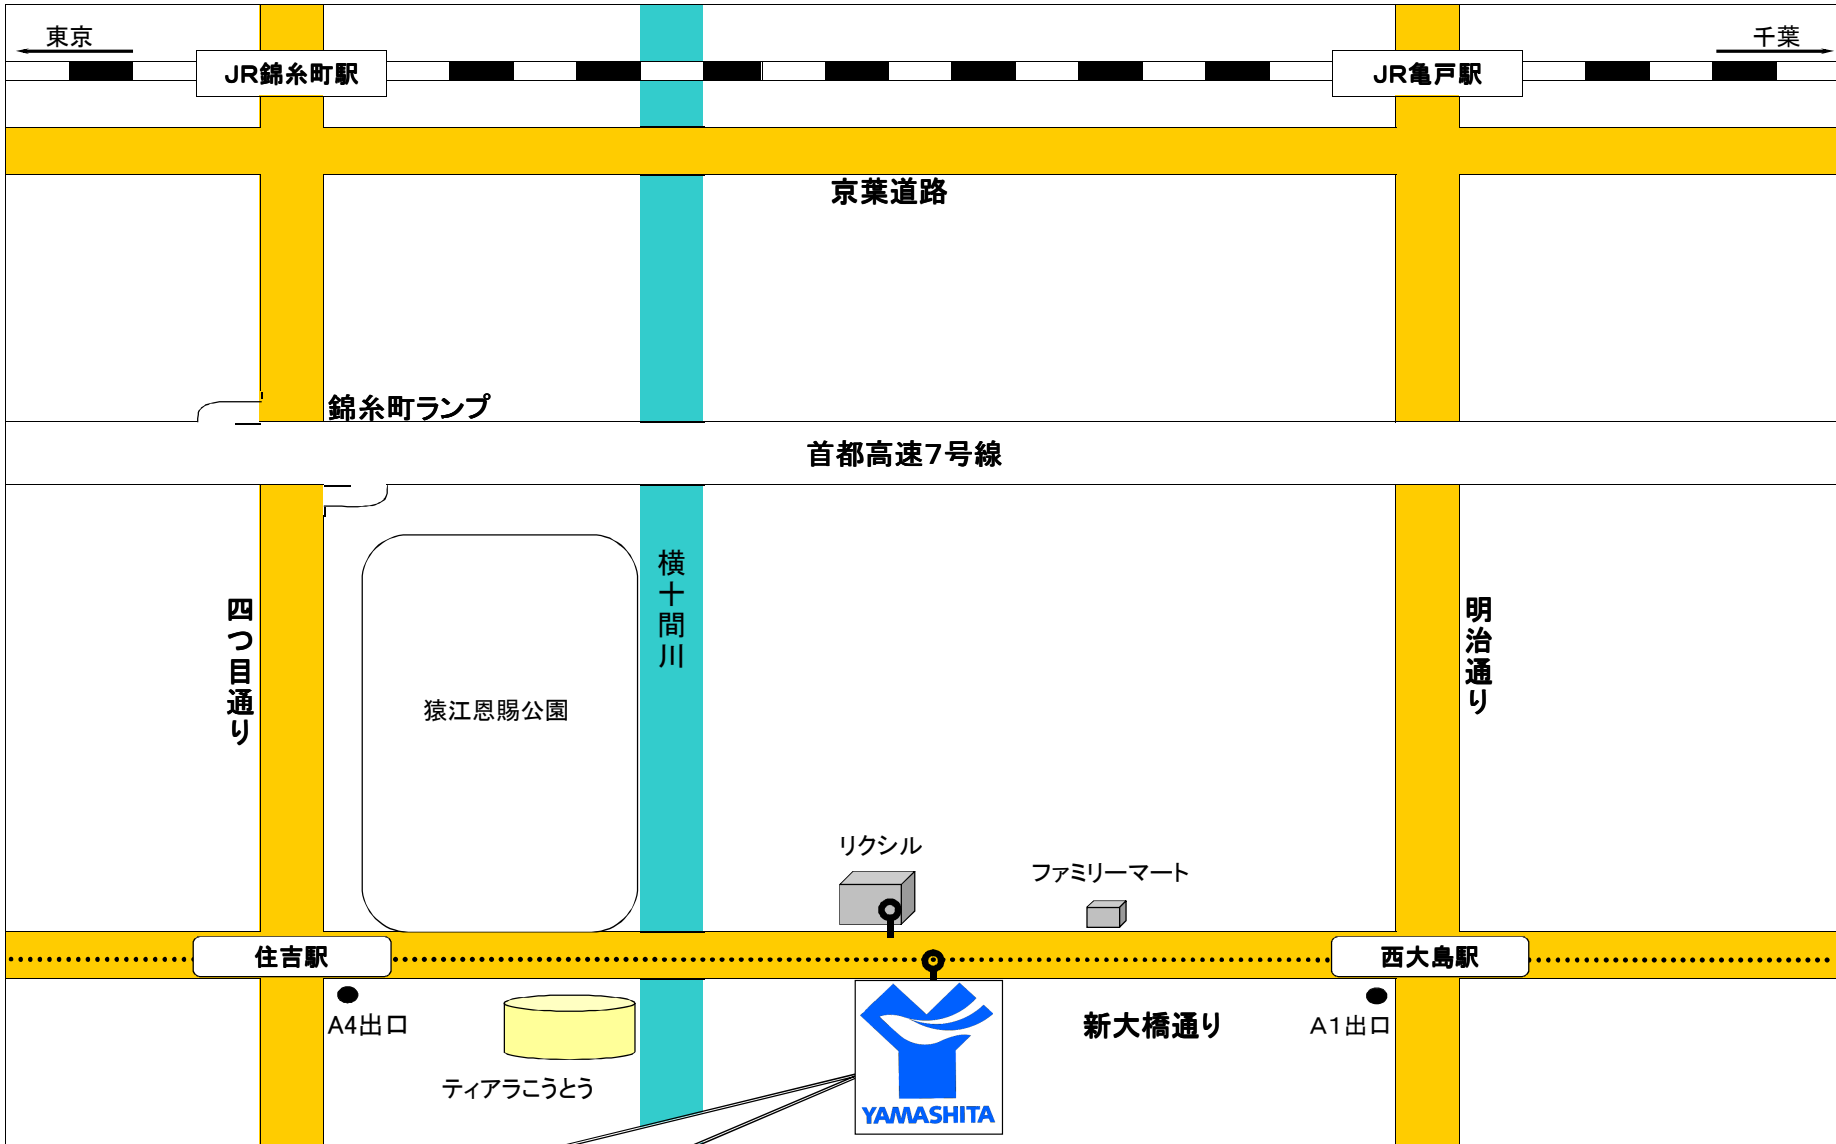 東京
千葉
JR錦糸町駅
JR亀戸駅
京葉道路
錦糸町ランプ
首都高速7号線
横十間川
四つ目通り
明治通り
猿江恩賜公園
リクシル
ファミリーマート
住吉駅
西大島駅
A4出口
新大橋通り
A1出口
ティアラこうとう
YAMASHITA